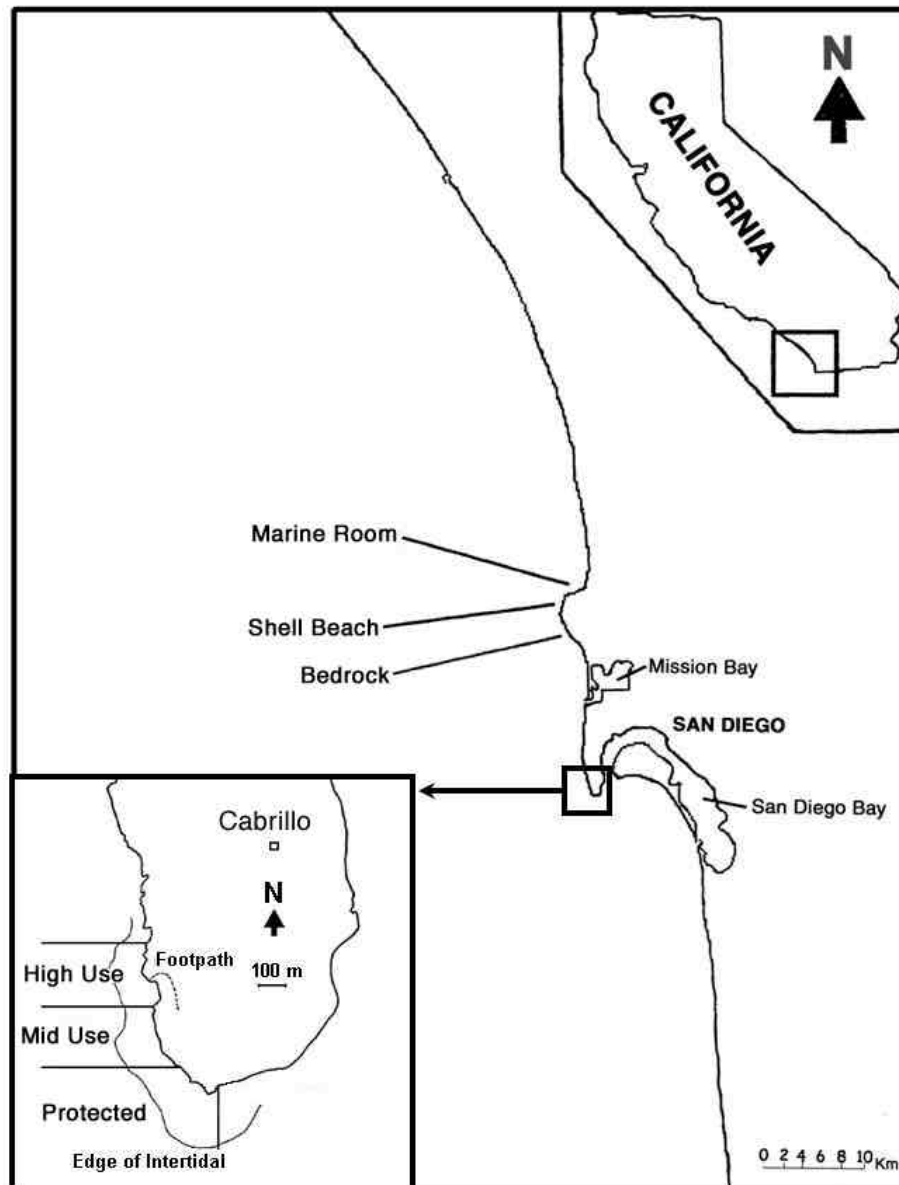 N
CALIFORNIA
Marine Room
Shell Beach
Bedrock
Mission Bay
SAN DIEGO
San Diego Bay
Cabrillo
N
Footpath
100 m
High Use
Mid Use
Protected
Edge of Intertidal
0 2 4 6 8 10 Km